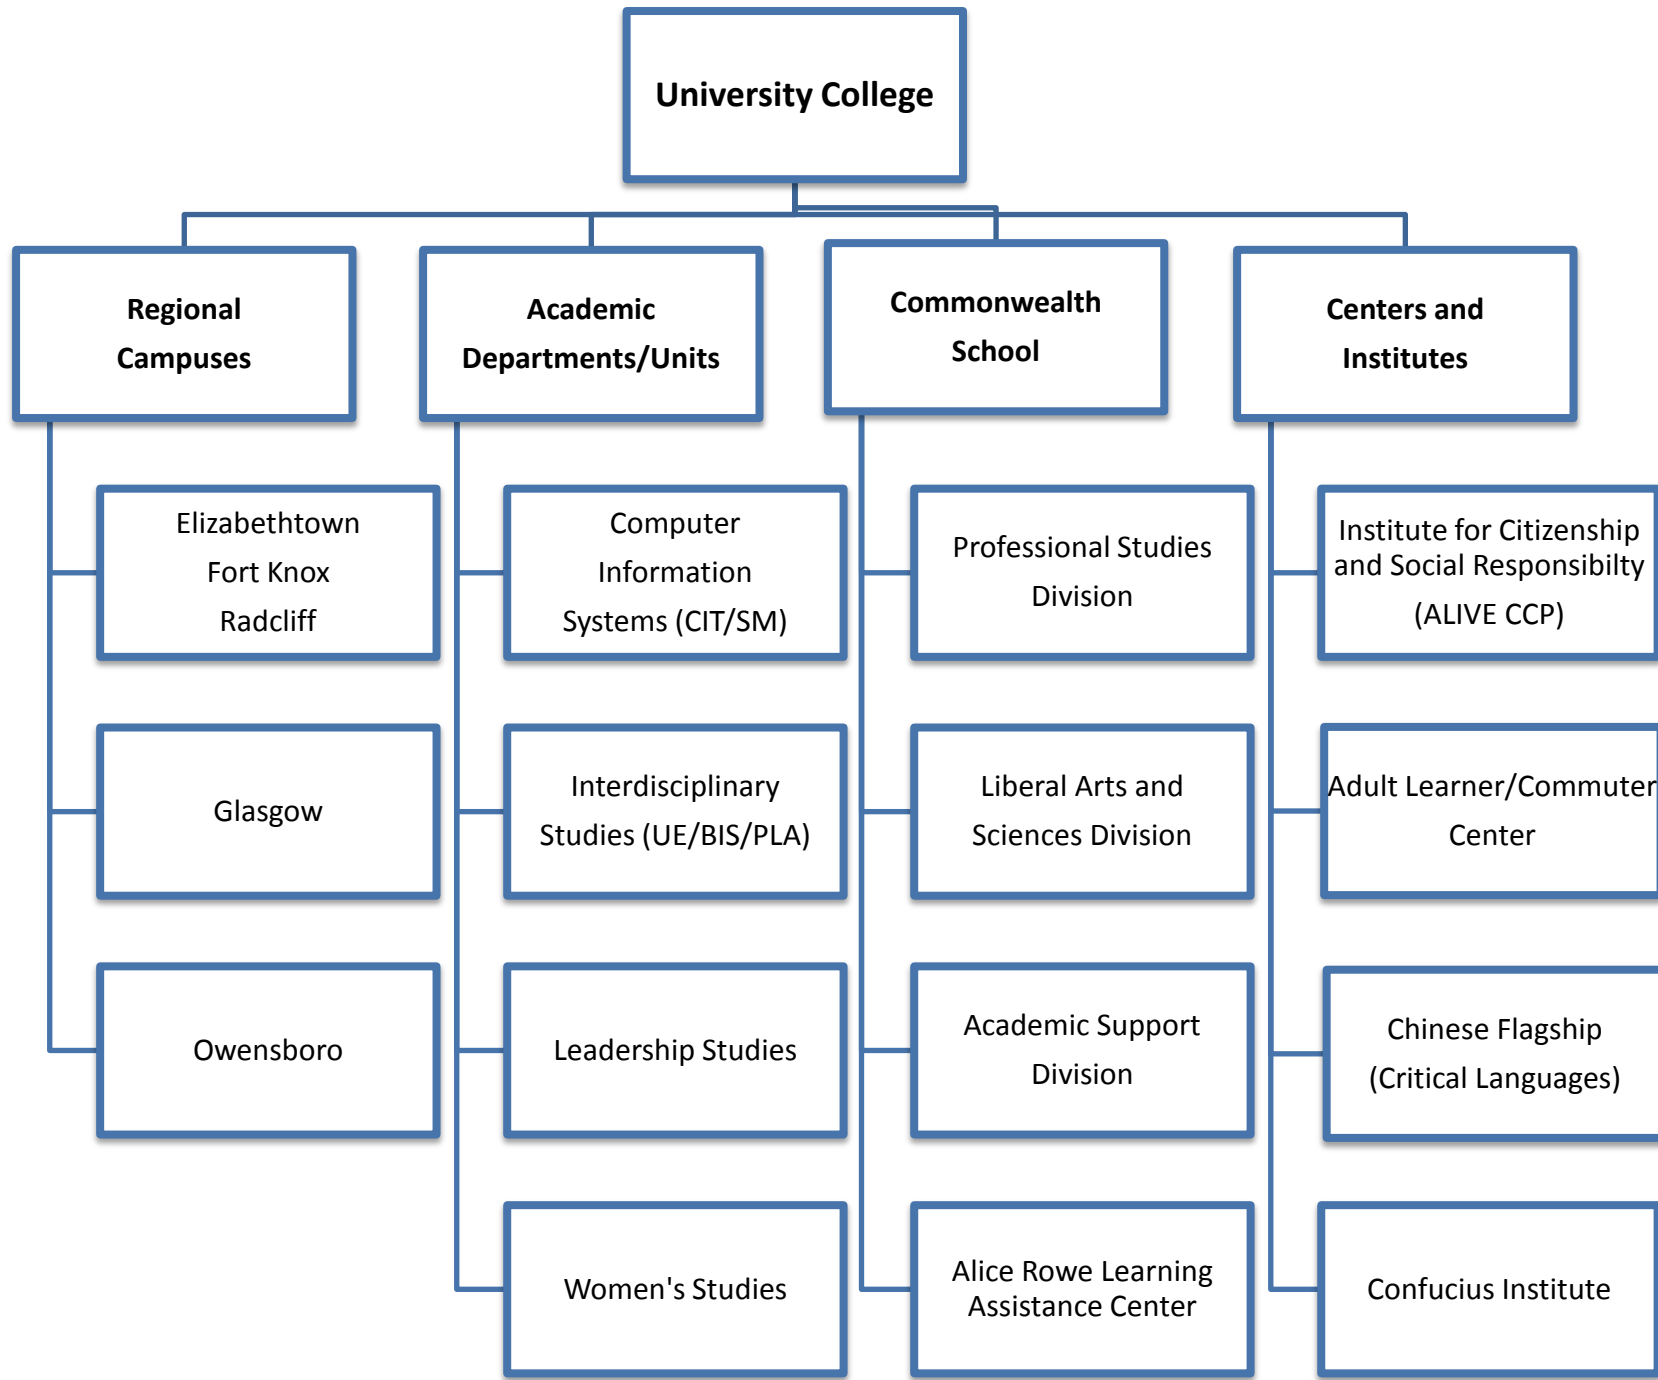 University College
Regional
Campuses
Academic
Departments/Units
Commonwealth
School
Centers and
Institutes
Elizabethtown
Fort Knox
Radcliff
Glasgow
Owensboro
Computer
Information
Systems (CIT/SM)
Interdisciplinary
Studies (UE/BIS/PLA)
Leadership Studies
Women's Studies
Professional Studies
Division
Liberal Arts and
Sciences Division
Academic Support
Division
Alice Rowe Learning
Assistance Center
Institute for Citizenship
and Social Responsibilty
(ALIVE CCP)
Adult Learner/Commuter
Center
Chinese Flagship
(Critical Languages)
Confucius Institute